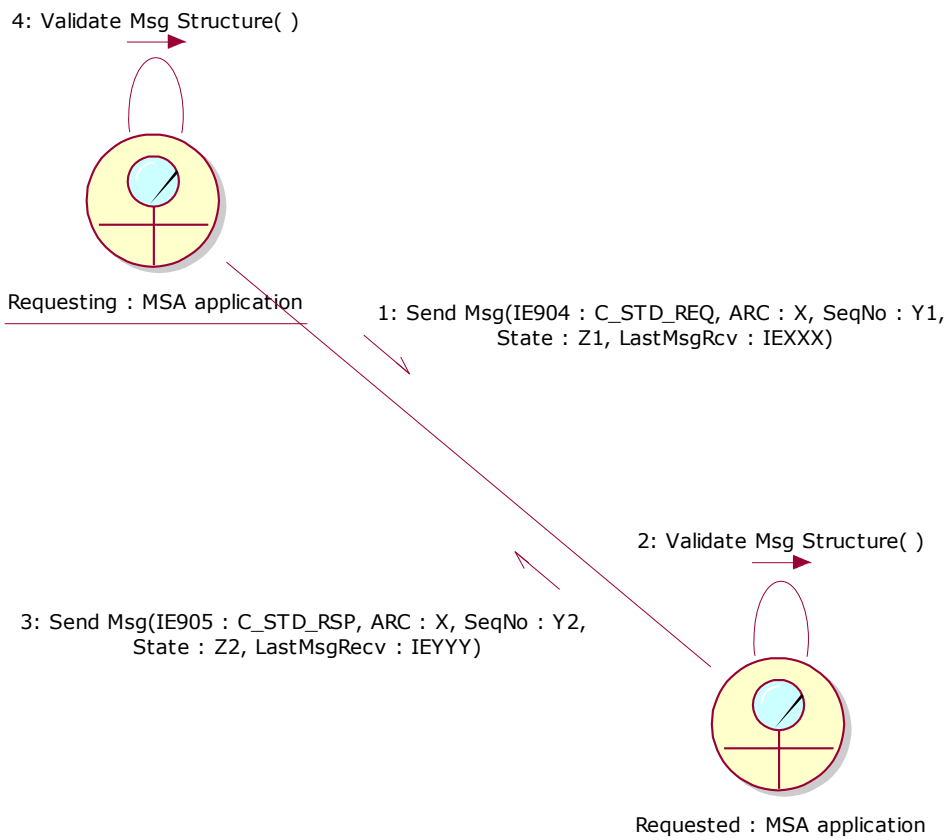 4: Validate Msg Structure( )
Requesting : MSA application
1: Send Msg(IE904 : C_STD_REQ, ARC : X, SeqNo : Y1,
State : Z1, LastMsgRcv : IEXXX)
2: Validate Msg Structure( )
3: Send Msg(IE905 : C_STD_RSP, ARC : X, SeqNo : Y2,
State : Z2, LastMsgRecv : IEYYY)
Requested : MSA application